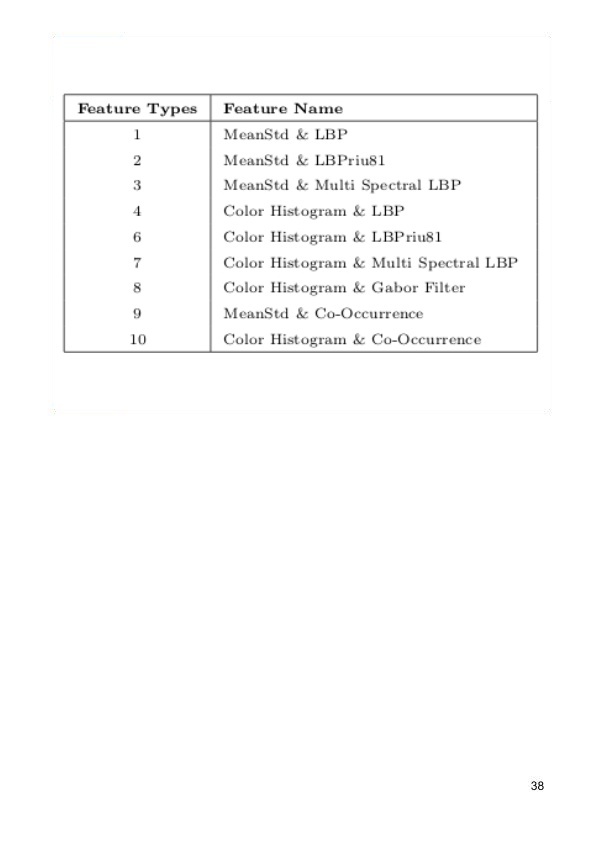 Feature Types Feature Name
1 MeanStd & LBP
2 MeanStd & LBPriu81
3 MeanStd & Multi Spectral LBP
4 Color Histogram & LBP
6 Color Histogram & LBPriu81
7 Color Histogram & Multi Spectral LBP
8 Color Histogram & Gabor Filter
9 MeanStd & Co-Occurrence
10 Color Histogram & Co-Occurrence
38